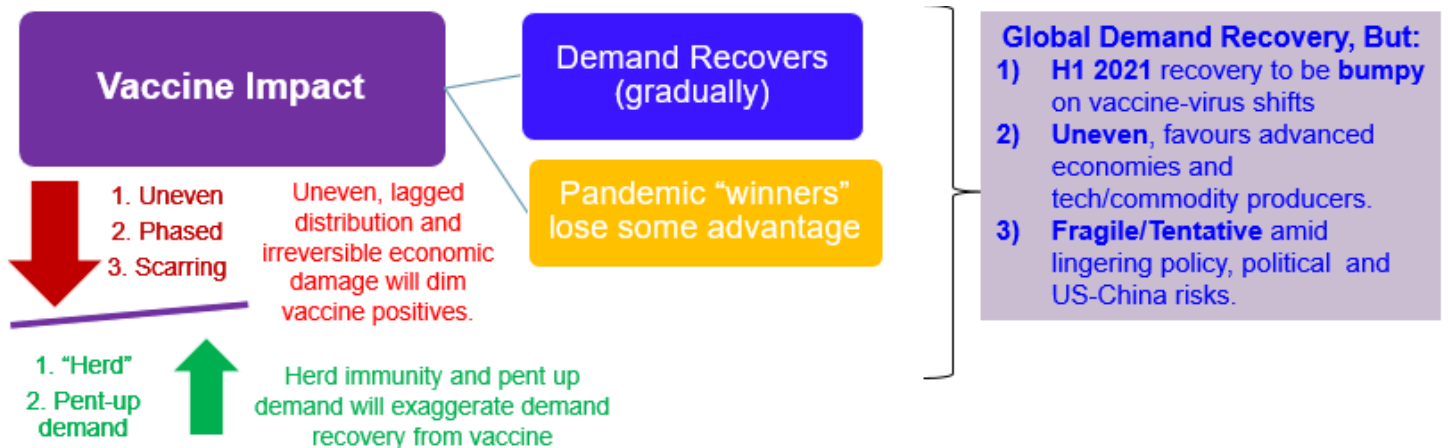 Vaccine Impact
Demand Recovers
(gradually)
Pandemic “winners”
lose some advantage
1. Uneven
2. Phased
3. Scarring
Uneven, lagged
distribution and
irreversible economic
damage will dim
vaccine positives.
1. “Herd”
2. Pent-up
demand
Herd immunity and pent up
demand will exaggerate demand
recovery from vaccine
Global Demand Recovery, But:
1) H1 2021 recovery to be bumpy
on vaccine-virus shifts
2) Uneven, favours advanced
economies and
tech/commodity producers.
3) Fragile/Tentative amid
lingering policy, political and
US-China risks.